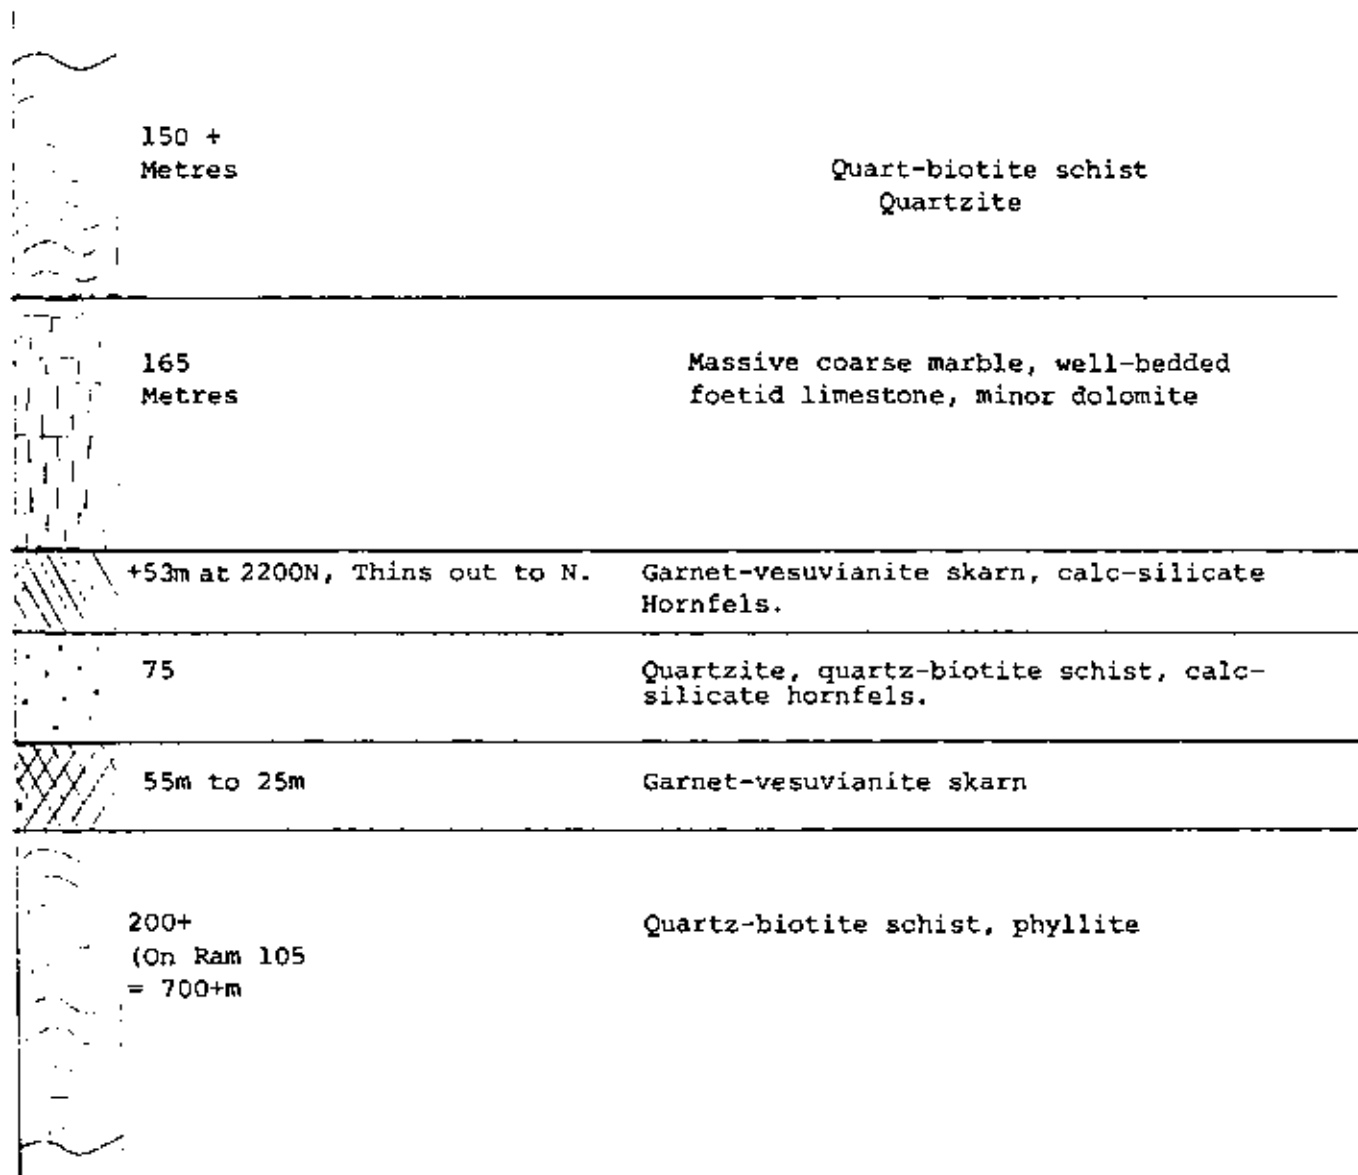 150 +
Metres
Quart-biotite schist
Quartzite
165
Metres
Massive coarse marble, well-bedded
foetid limestone, minor dolomite
+53m at 2200N, Thins out to N.
Garnet-vesuvianite skarn, calc-silicate
Hornfels.
75
Quartzite, quartz-biotite schist, calc-
silicate hornfels.
55m to 25m
Garnet-vesuvianite skarn
200+
(On Ram 105
= 700+m
Quartz-biotite schist, phyllite